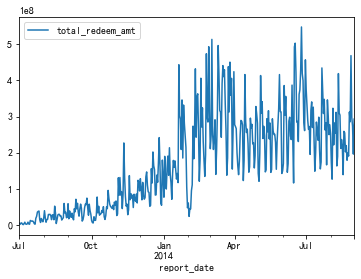 1e8
total_redeem_amt
5
4
3
2
1
0
Jul
Oct
Jan
2014
Apr
Jul
report_date